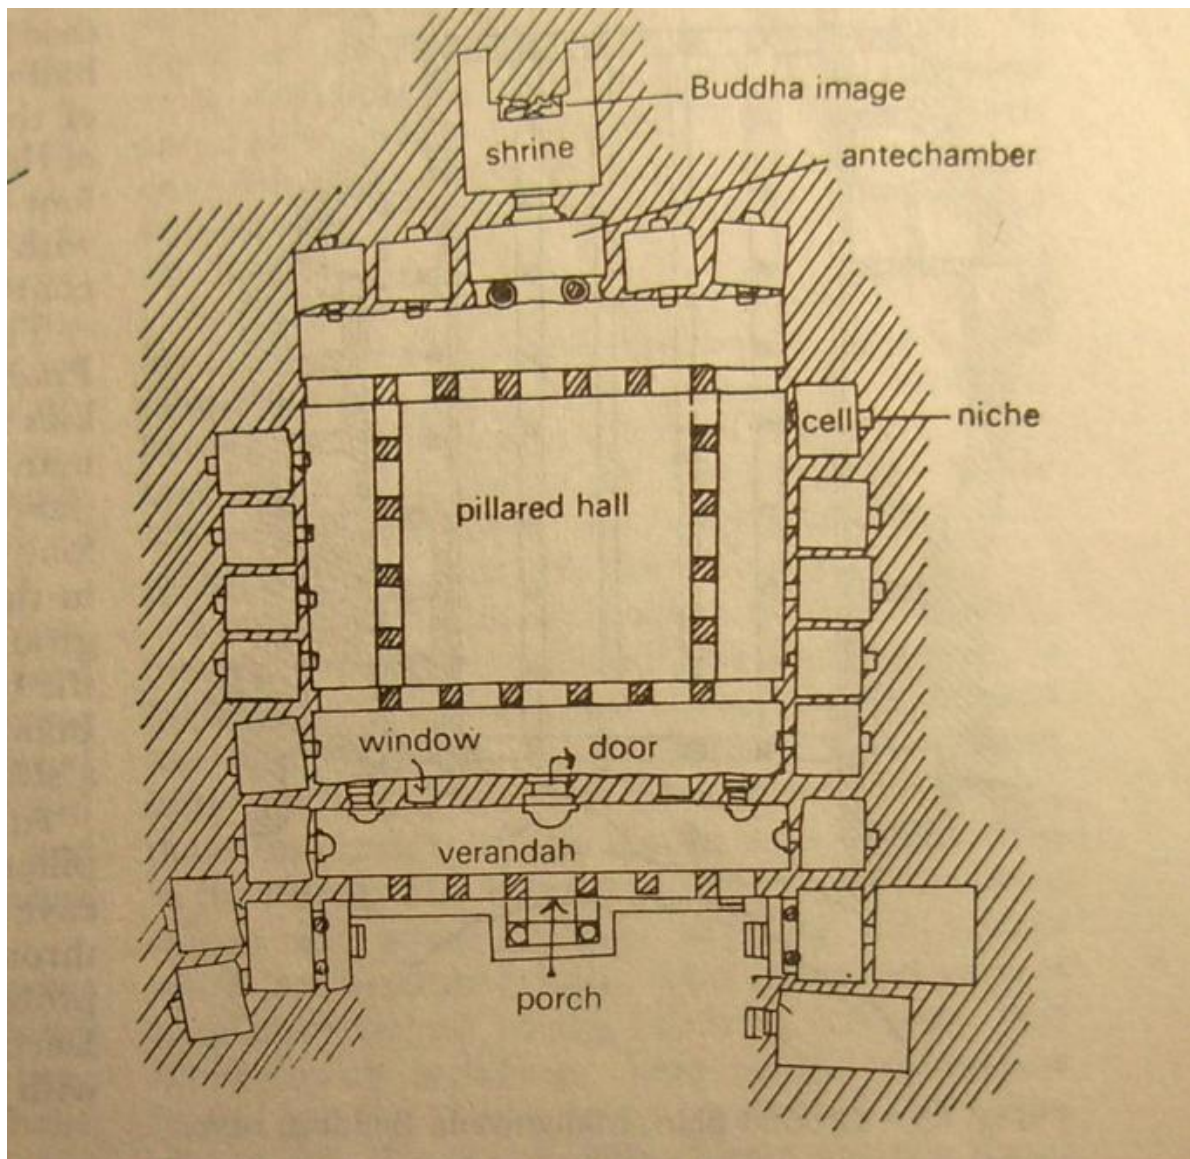 Buddha image
shrine
antechamber
cell
niche
pillared hall
window
door
verandah
porch